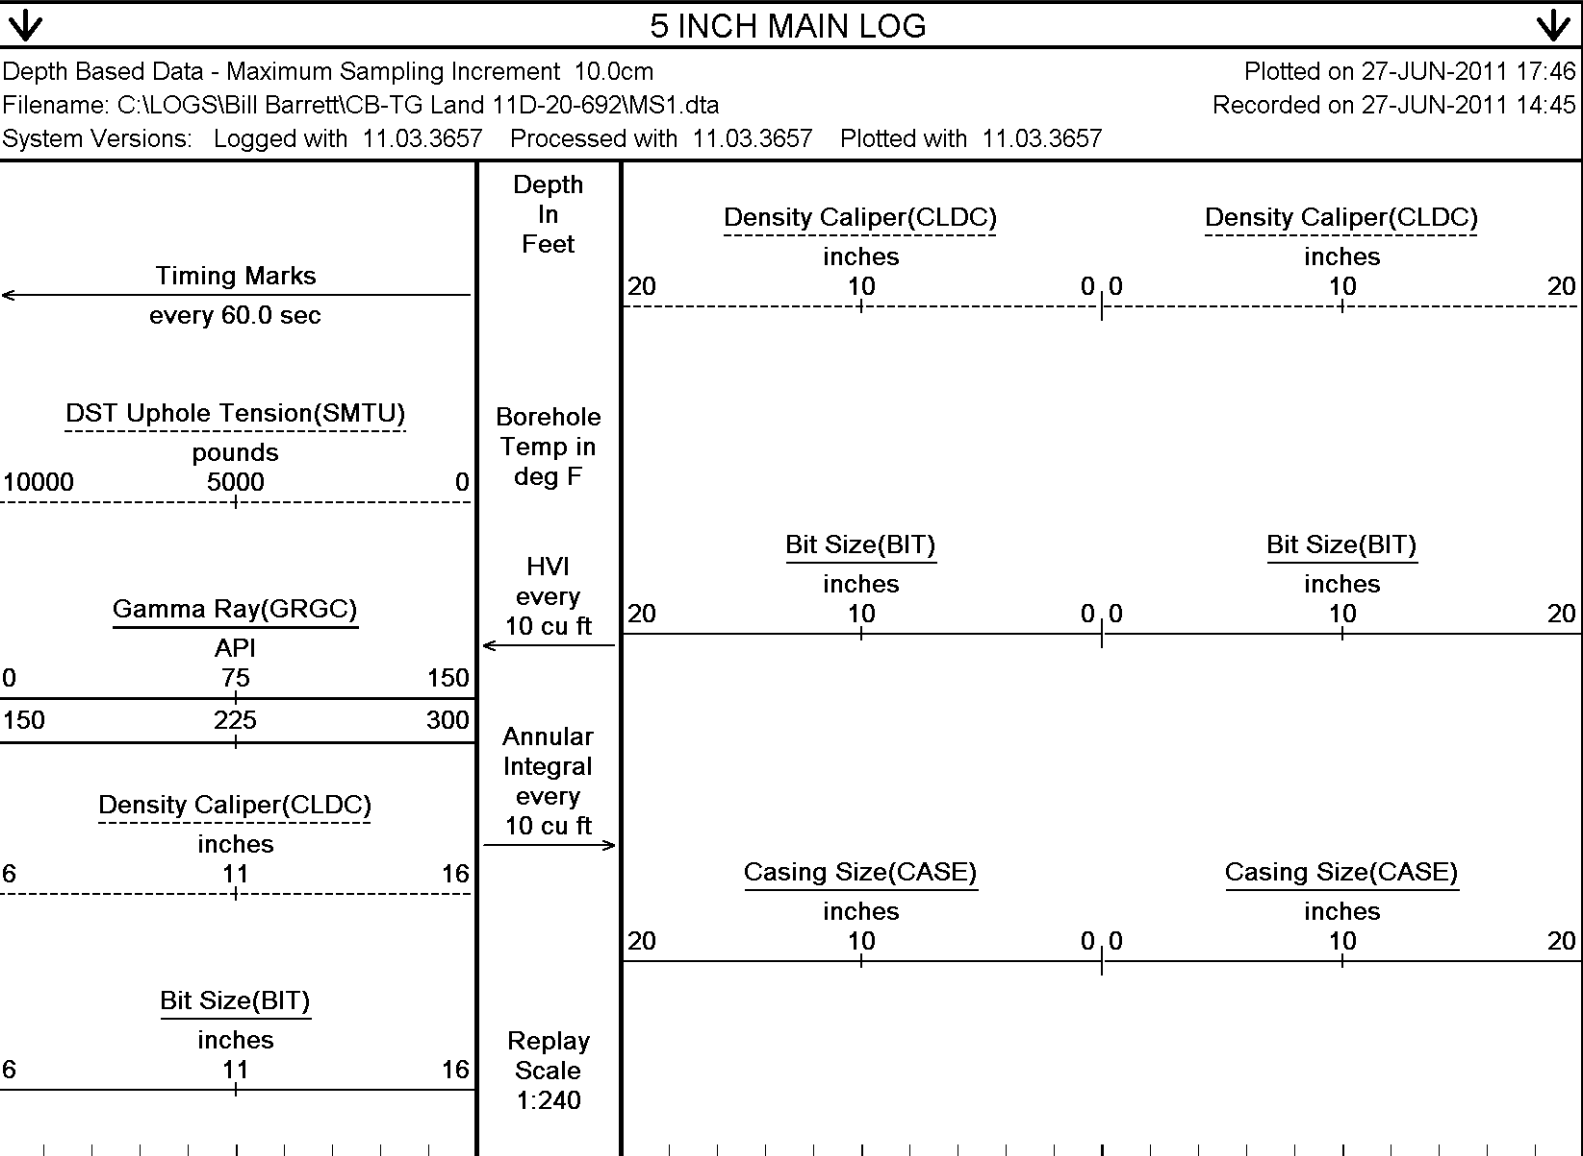 5 INCH MAIN LOG
Depth Based Data - Maximum Sampling Increment 10.0cm
Plotted on 27-JUN-2011 17:46
Filename: C:\LOGS\Bill Barrett\CB-TG Land 11D-20-692\MS1.dta
Recorded on 27-JUN-2011 14:45
System Versions: Logged with 11.03.3657 Processed with 11.03.3657 Plotted with 11.03.3657
Timing Marks
every 60.0 sec
DST Uphole Tension(SMTU)
pounds
10000 5000 0
Gamma Ray(GRGC)
API
0 75 150
150 225 300
Density Caliper(CLDC)
inches
6 11 16
Bit Size(BIT)
inches
6 11 16
Depth
In
Feet
Borehole
Temp in
deg F
HVI
every
10 cu ft
Annular
Integral
every
10 cu ft
Replay
Scale
1:240
Density Caliper(CLDC)
inches
20 10 0
Density Caliper(CLDC)
inches
0 10 20
Bit Size(BIT)
inches
20 10 0
Bit Size(BIT)
inches
0 10 20
Casing Size(CASE)
inches
20 10 0
Casing Size(CASE)
inches
0 10 20